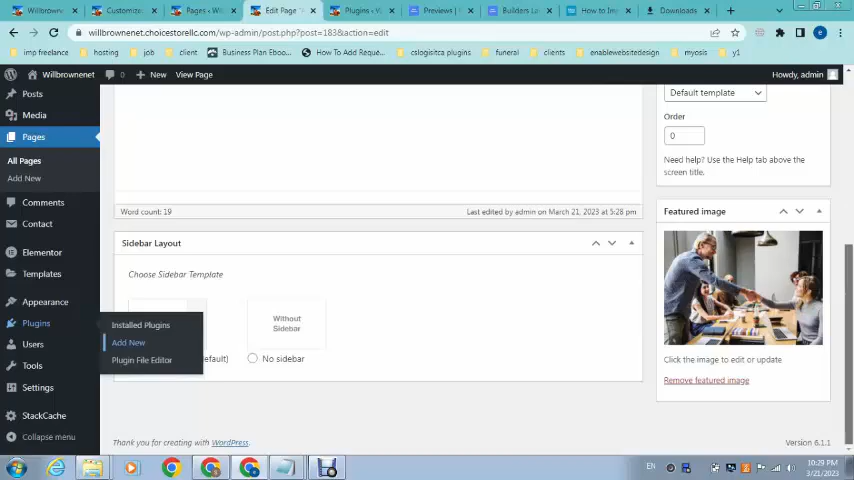 Willbrownenet
Customize
Pages ‹ W
Edit Page "
Plugins ‹ W
Previews |
Builders La
How to Im
Downloads
willbrownenet.choicestorellc.com/wp-admin/post.php?post=183&action=edit
imp freelance
hosting
job
client
Business Plan Eboo...
How To Add Reque...
cslogisitca plugins
funeral
clients
enablewebsitedesign
myosis
y1
Willbrownenet
0
New
View Page
Howdy, admin
Posts
Media
Pages
All Pages
Add New
Comments
Contact
Elementor
Templates
Appearance
Plugins
Users
Tools
Settings
StackCache
Collapse menu
Installed Plugins
Add New
Plugin File Editor
Word count: 19
Last edited by admin on March 21, 2023 at 5:28 pm
Sidebar Layout
Choose Sidebar Template
Without
Sidebar
No sidebar
Default template
Order
0
Need help? Use the Help tab above the
screen title.
Featured image
Click the image to edit or update
Remove featured image
Thank you for creating with WordPress.
Version 6.1.1
EN
10:29 PM
3/21/2023